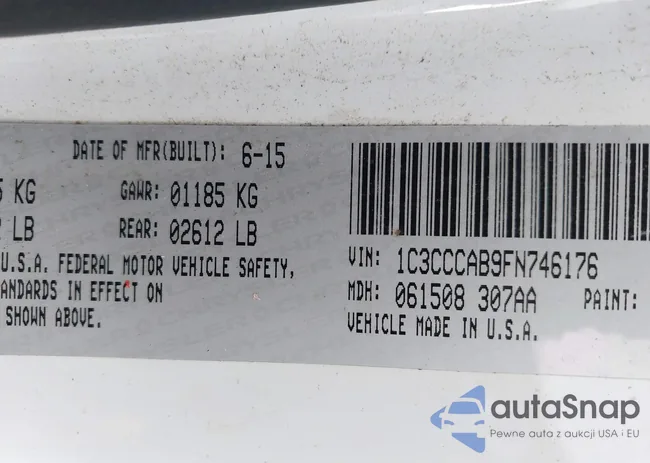 DATE OF MFR(BUILT): 6-15
KG GAWR: 01185 KG
LB REAR: 02612 LB
U.S.A. FEDERAL MOTOR VEHICLE SAFETY,
IN EFFECT ON
SHOWN ABOVE.
VIN: 1C3CCCAB9FN746176
MDH: 061508 307AA PAINT:
VEHICLE MADE IN U.S.A.
autaSnap
Pewne auta z aukcji USA i EU